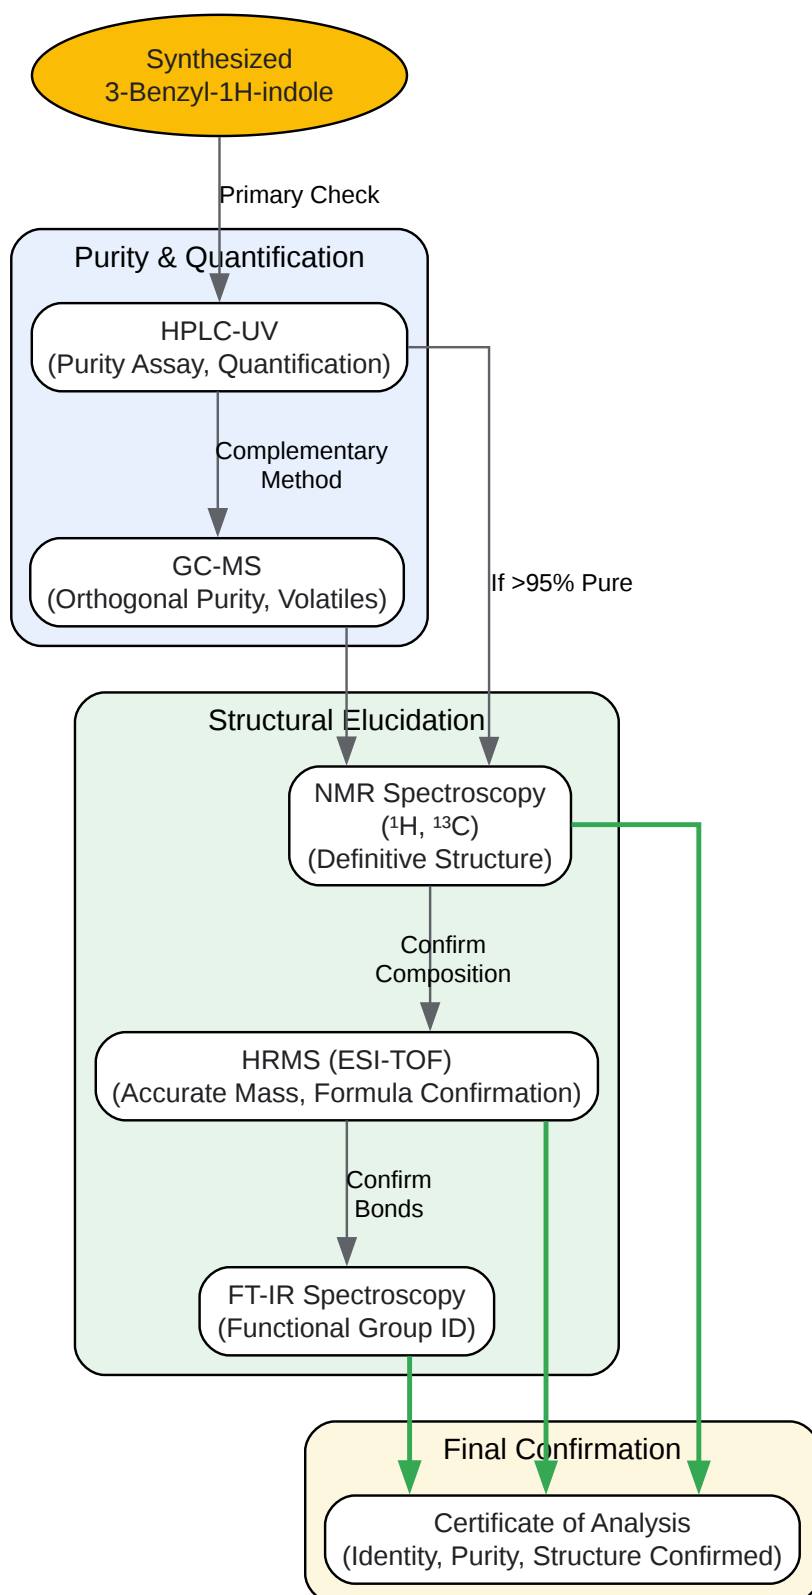 Synthesized
3-Benzyl-1H-indole
Primary Check
Purity & Quantification
HPLC-UV
(Purity Assay, Quantification)
Complementary
Method
GC-MS
(Orthogonal Purity, Volatiles)
If >95% Pure
Structural Elucidation
NMR Spectroscopy
(¹H, ¹³C)
(Definitive Structure)
Confirm
Composition
HRMS (ESI-TOF)
(Accurate Mass, Formula Confirmation)
Confirm
Bonds
FT-IR Spectroscopy
(Functional Group ID)
Final Confirmation
Certificate of Analysis
(Identity, Purity, Structure Confirmed)